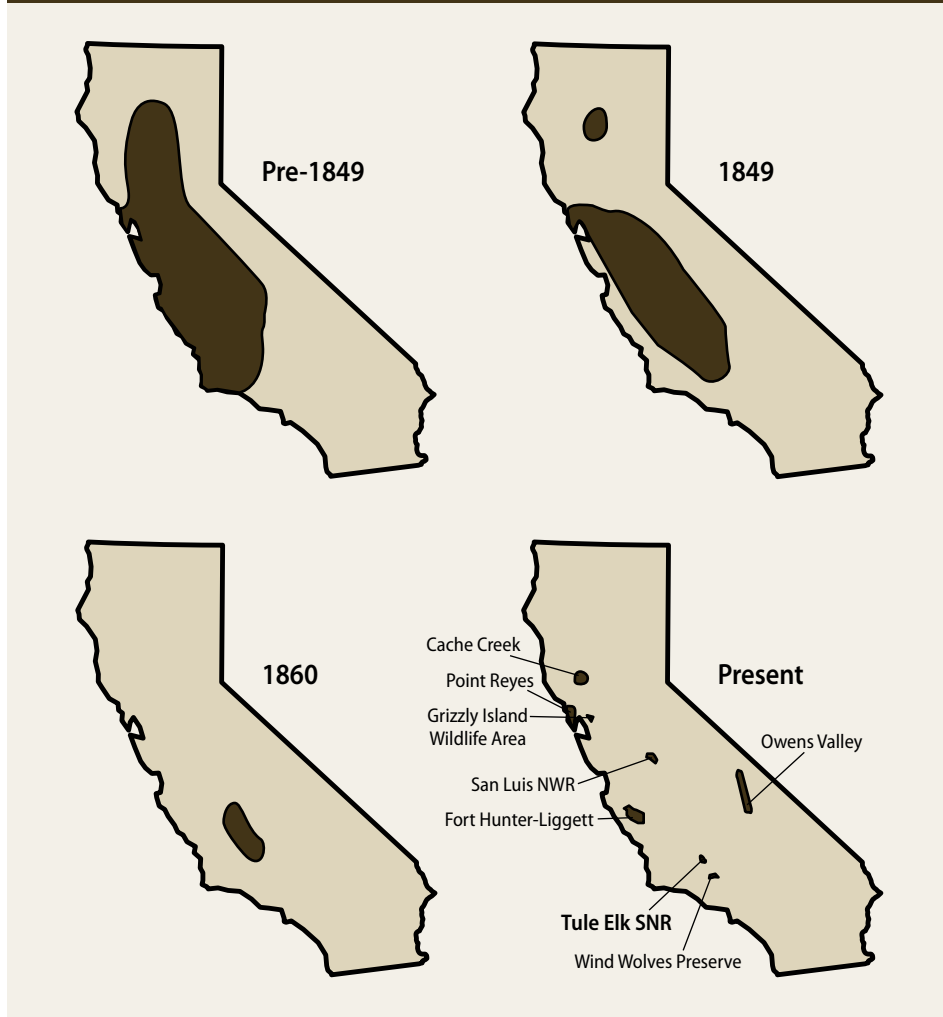 Pre-1849
1849
1860
Present
Cache Creek
Point Reyes
Grizzly Island
Wildlife Area
Owens Valley
San Luis NWR
Fort Hunter-Liggett
Tule Elk SNR
Wind Wolves Preserve